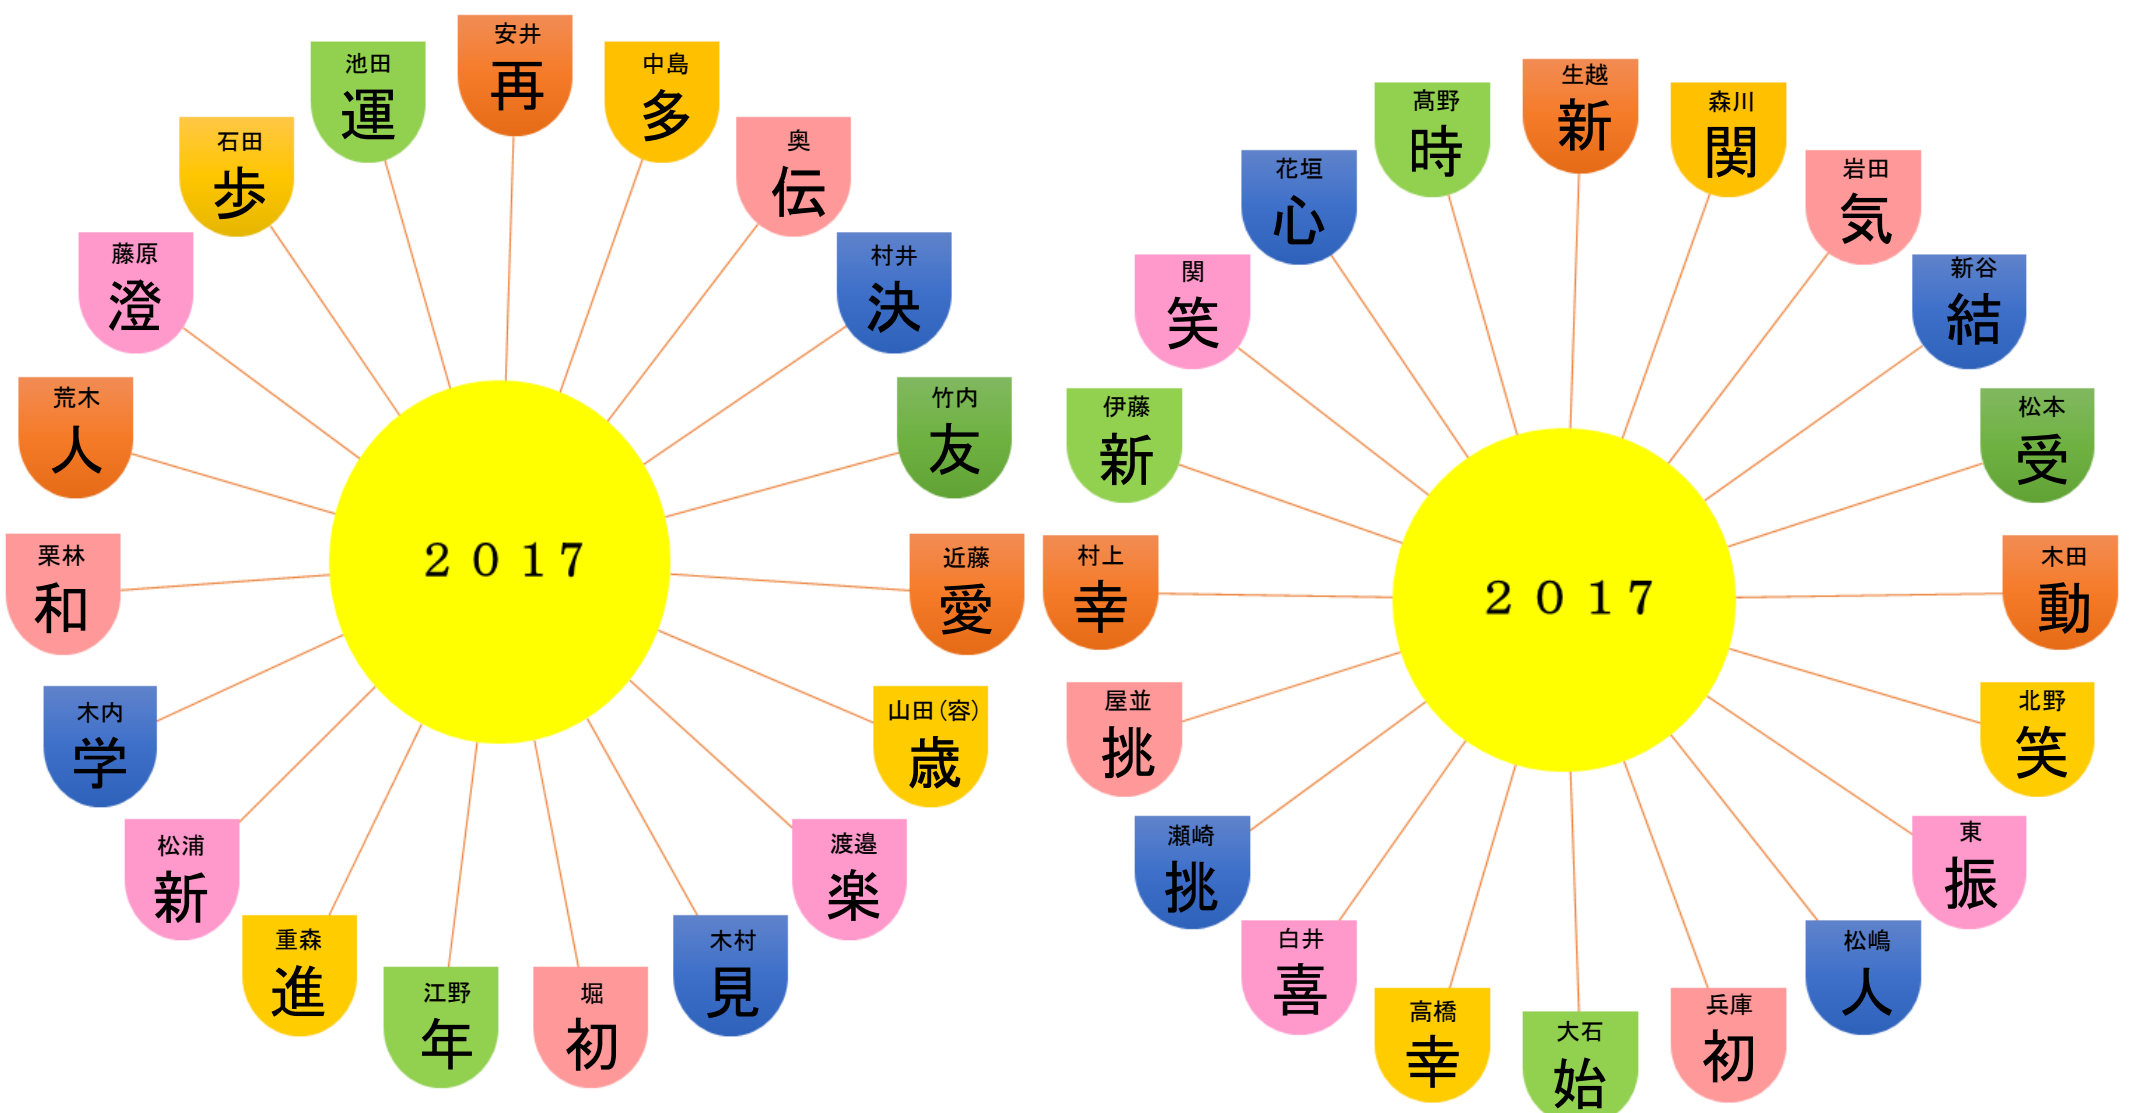 2017
安井
再
中島
多
奥
伝
村井
決
竹内
友
近藤
愛
山田(容)
歳
渡邉
楽
木村
見
堀
初
江野
年
重森
進
松浦
新
木内
学
栗林
和
荒木
人
藤原
澄
石田
歩
池田
運
2017
生越
新
森川
関
岩田
気
新谷
結
松本
受
木田
動
北野
笑
東
振
松嶋
人
兵庫
初
大石
始
高橋
幸
白井
喜
瀬崎
挑
屋並
挑
村上
幸
伊藤
新
関
笑
花垣
心
髙野
時